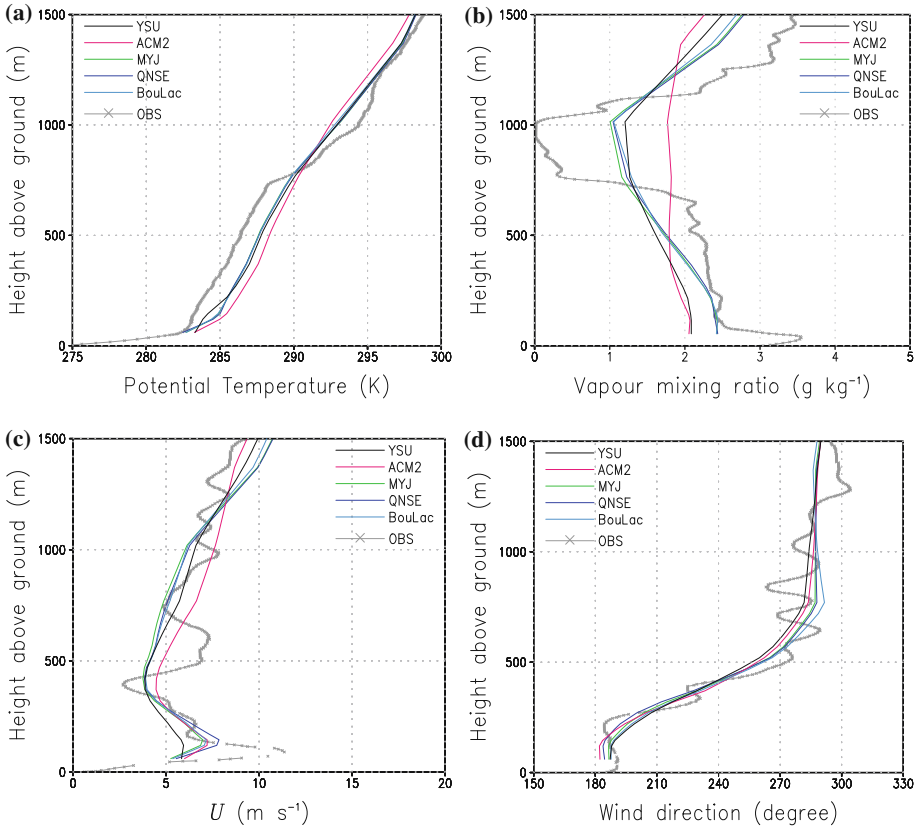 (a)
1500
1000
500
0
Height above ground (m)
YSU
ACM2
MYJ
QNSE
BouLac
OBS
275
280
285
290
295
300
Potential Temperature (K)
(b)
1500
1000
500
0
Height above ground (m)
YSU
ACM2
MYJ
QNSE
BouLac
OBS
0
1
2
3
4
5
Vapour mixing ratio (g kg⁻¹)
(c)
1500
1000
500
0
Height above ground (m)
YSU
ACM2
MYJ
QNSE
BouLac
OBS
0
5
10
15
20
U (m s⁻¹)
(d)
1500
1000
500
0
Height above ground (m)
YSU
ACM2
MYJ
QNSE
BouLac
OBS
150
180
210
240
270
300
330
Wind direction (degree)